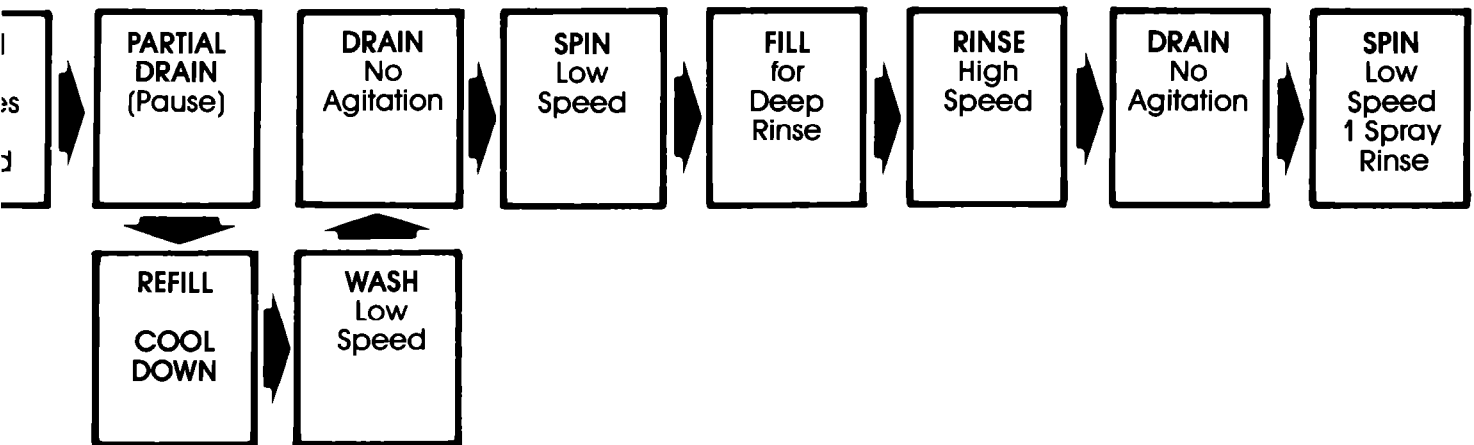 PARTIAL
DRAIN
(Pause)
REFILL
COOL
DOWN
WASH
Low
Speed
DRAIN
No
Agitation
SPIN
Low
Speed
FILL
for
Deep
Rinse
RINSE
High
Speed
DRAIN
No
Agitation
SPIN
Low
Speed
1 Spray
Rinse